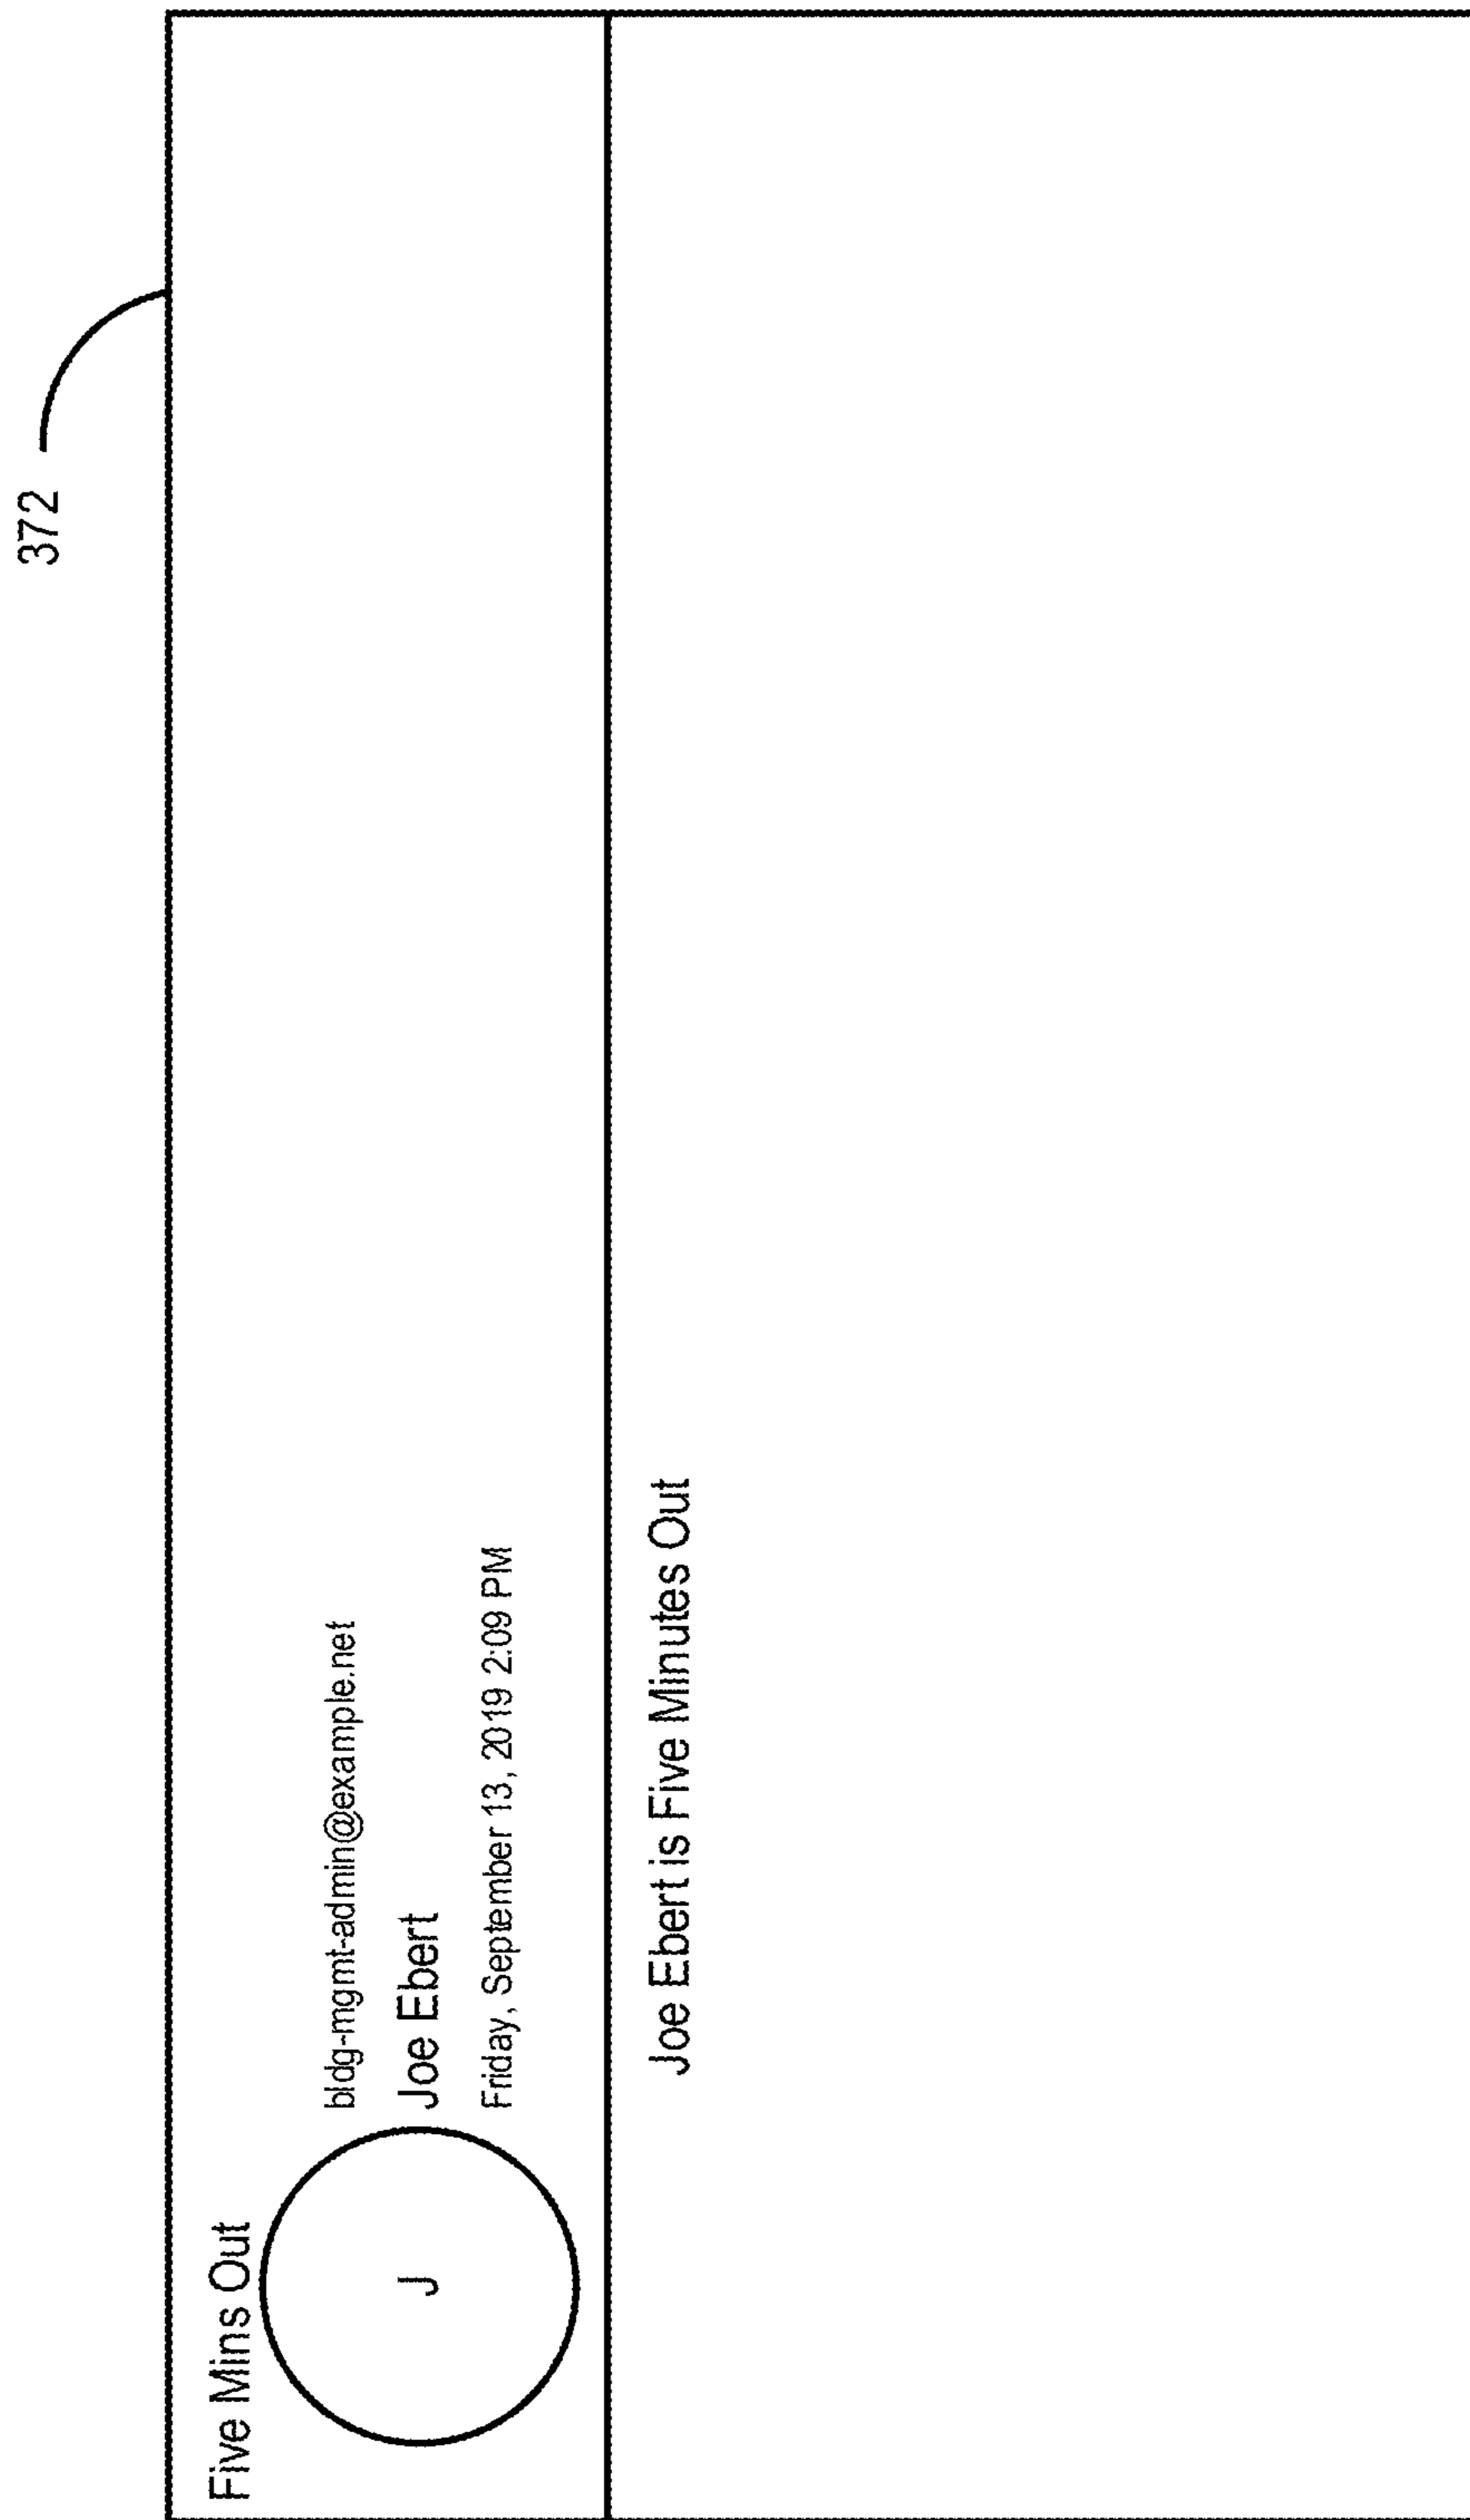 372
Five Mins Out
bldg-mgmt-admin@example.net
J
Joe Ebert
Friday, September 13, 2019 2:09 PM
Joe Ebert is Five Minutes Out